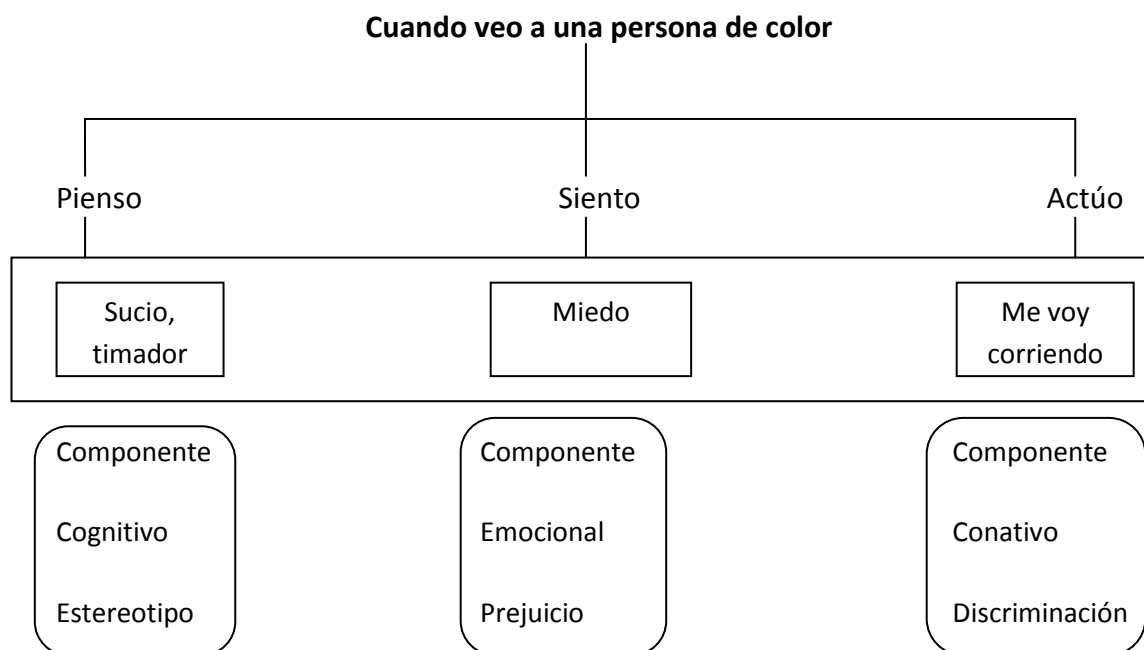 Cuando veo a una persona de color
Pienso
Siento
Actúo
Sucio,
timador
Miedo
Me voy
corriendo
Componente
Cognitivo
Estereotipo
Componente
Emocional
Prejuicio
Componente
Conativo
Discriminación